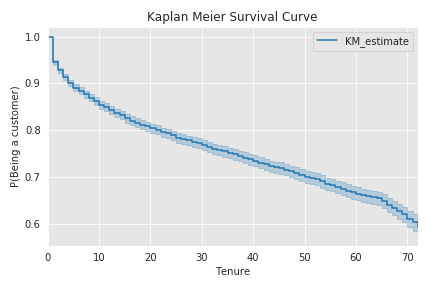 Kaplan Meier Survival Curve
KM_estimate
P(Being a customer)
0.9
0.8
0.7
0.6
1.0
0 10 20 30 40 50 60 70
Tenure